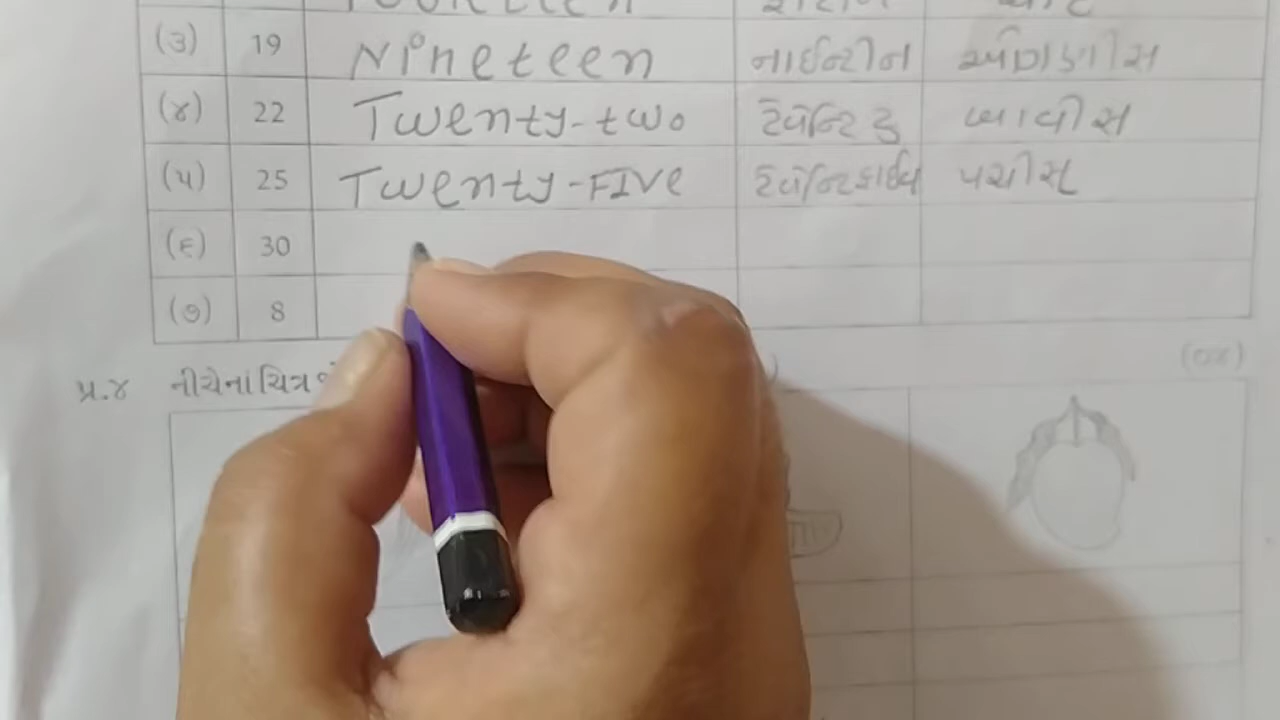 (૩) 19 Nineteen નાઈન્ટીન ઓગણીસ
(૪) 22 Twenty-two ટ્વેન્ટિ ટુ બાવીસ
(૫) 25 Twenty-FIVe ટ્વેન્ટિફાઈવ પચીસ
(૬) 30
(૭) 8
પ્ર.૪ નીચેનાં ચિત્ર (૦૪)